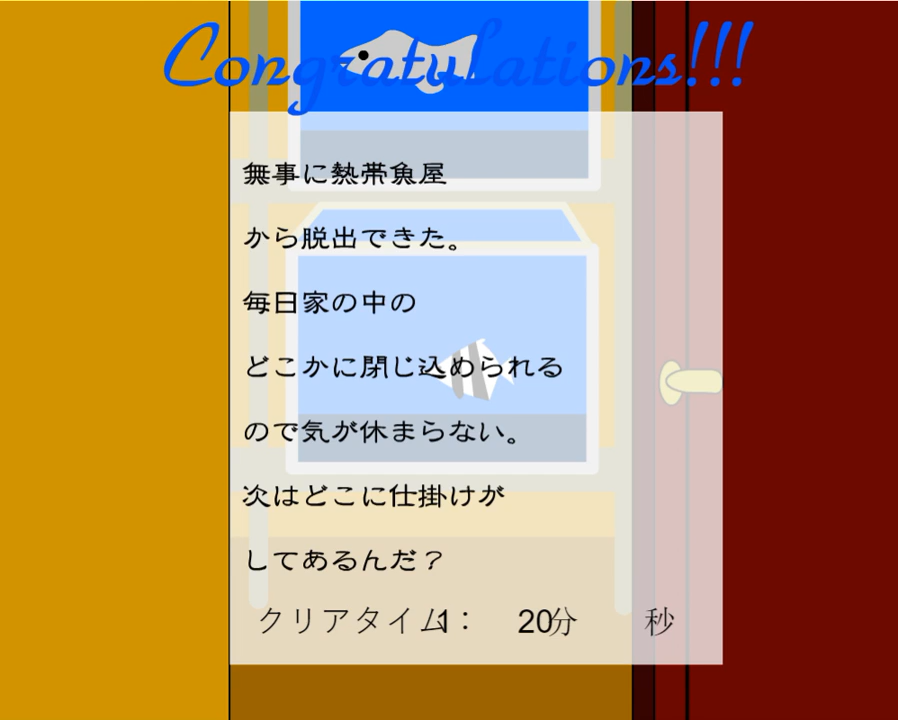 Congratulations!!!
無事に熱帯魚屋
から脱出できた。
毎日家の中の
どこかに閉じ込められる
ので気が休まらない。
次はどこに仕掛けが
してあるんだ？
クリアタイム1： 20分 秒